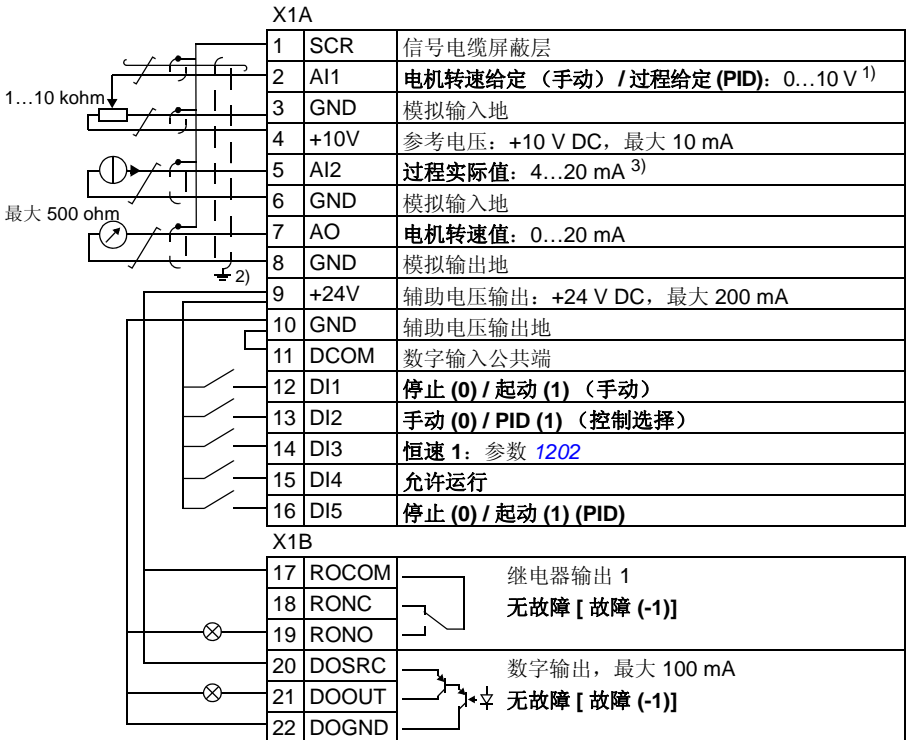 X1A
1 SCR 信号电缆屏蔽层
2 AI1 电机转速给定 （手动） / 过程给定 (PID)：0…10 V 1)
1…10 kohm
3 GND 模拟输入地
4 +10V 参考电压：+10 V DC，最大 10 mA
5 AI2 过程实际值：4…20 mA 3)
6 GND 模拟输入地
最大 500 ohm
7 AO 电机转速值：0…20 mA
8 GND 模拟输出地
2)
9 +24V 辅助电压输出：+24 V DC，最大 200 mA
10 GND 辅助电压输出地
11 DCOM 数字输入公共端
12 DI1 停止 (0) / 起动 (1) （手动）
13 DI2 手动 (0) / PID (1) （控制选择）
14 DI3 恒速 1：参数 1202
15 DI4 允许运行
16 DI5 停止 (0) / 起动 (1) (PID)
X1B
17 ROCOM 继电器输出 1
18 RONC 无故障 [ 故障 (-1)]
19 RONO
20 DOSRC 数字输出，最大 100 mA
21 DOOUT 无故障 [ 故障 (-1)]
22 DOGND